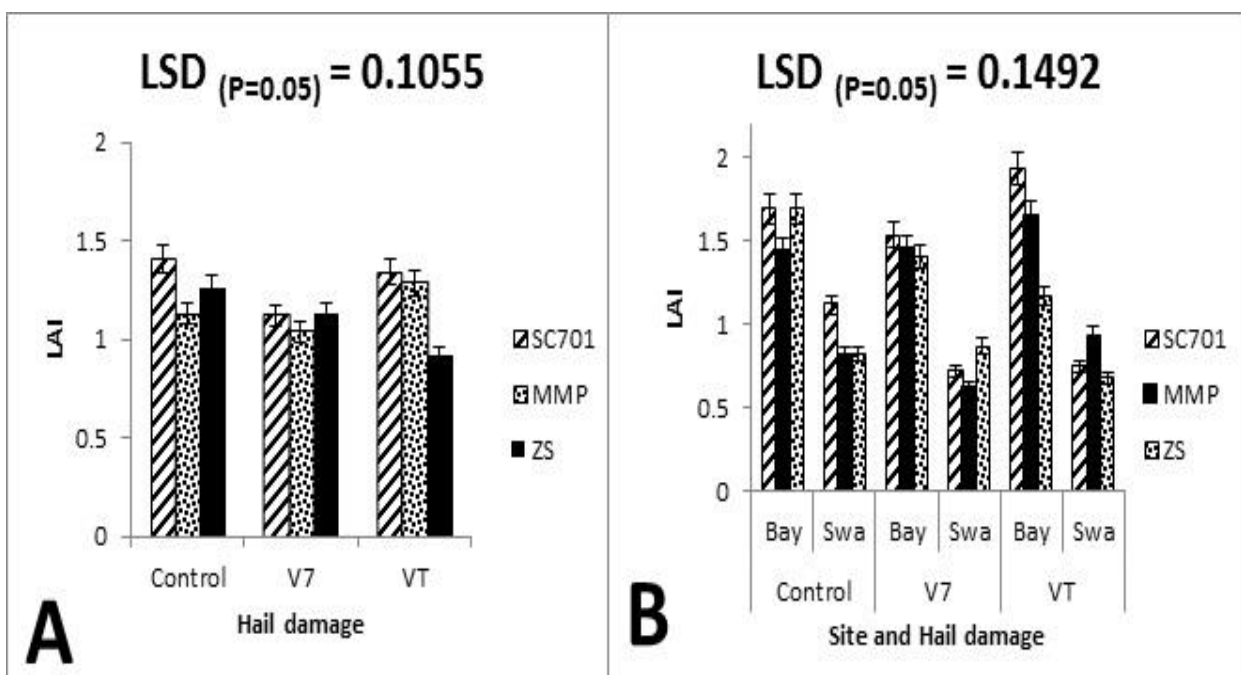 LSD (P=0.05) = 0.1055
2
1.5
1
0.5
0
LAI
Control V7 VT
Hail damage
SC701
MMP
ZS
A
LSD (P=0.05) = 0.1492
2
1.5
1
0.5
0
LAI
Bay Swa Bay Swa Bay Swa
Control V7 VT
Site and Hail damage
SC701
MMP
ZS
B